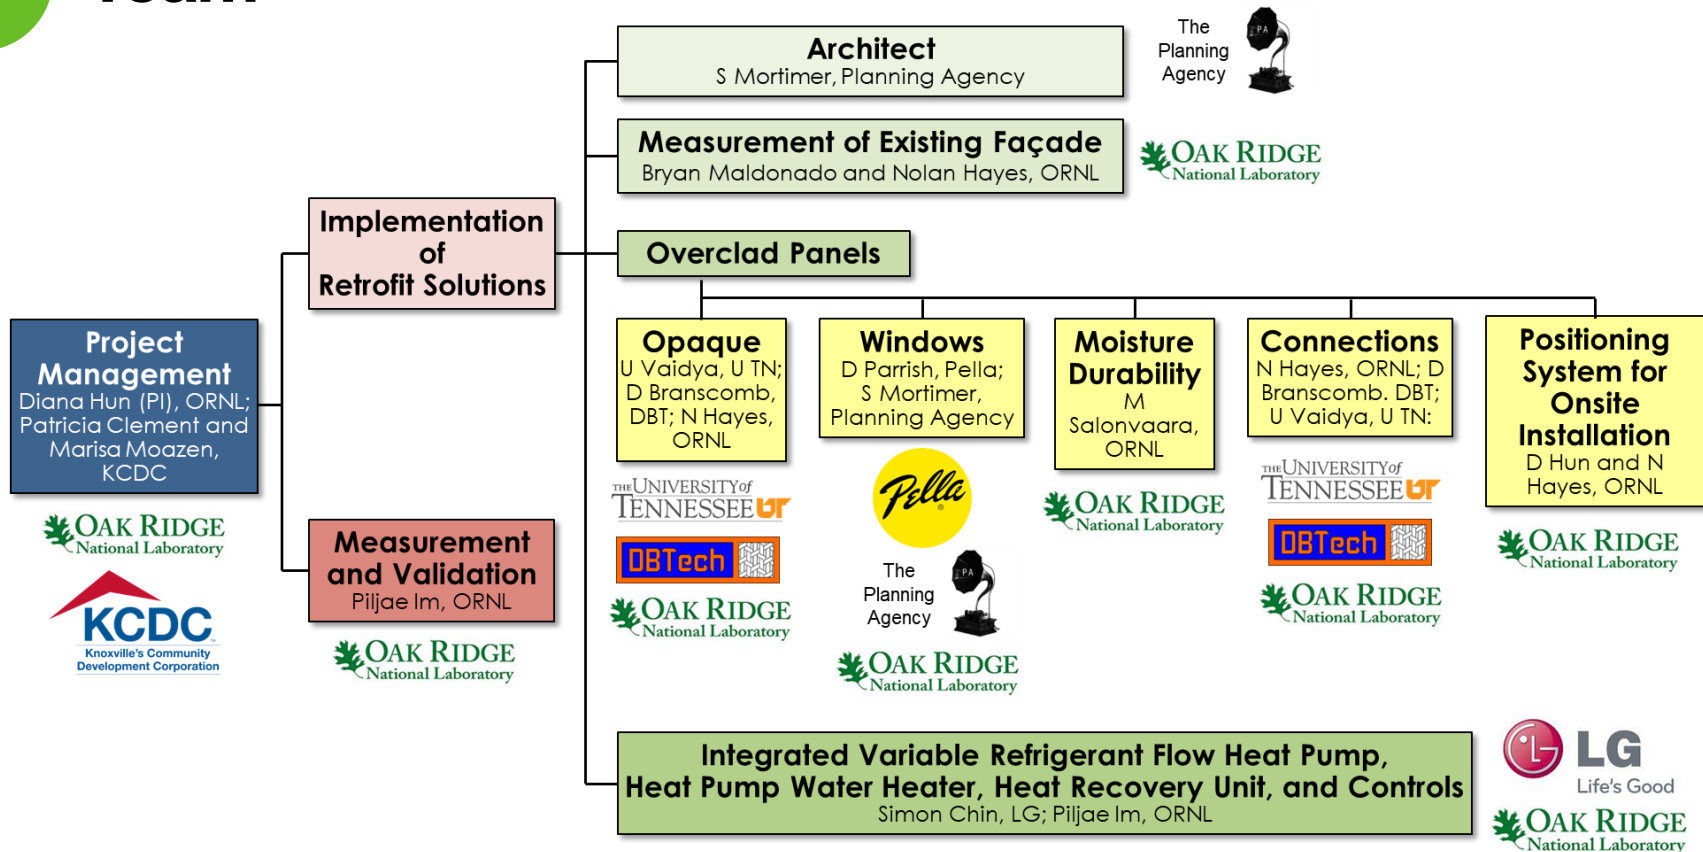 Team
Architect
S Mortimer, Planning Agency
The
Planning
Agency
PA
Measurement of Existing Façade
Bryan Maldonado and Nolan Hayes, ORNL
OAK RIDGE
National Laboratory
Implementation
of
Retrofit Solutions
Overclad Panels
Project
Management
Diana Hun (PI), ORNL;
Patricia Clement and
Marisa Moazen,
KCDC
OAK RIDGE
National Laboratory
KCDC
Knoxville's Community
Development Corporation
Measurement
and Validation
Piljae Im, ORNL
OAK RIDGE
National Laboratory
Opaque
U Vaidya, U TN;
D Branscomb,
DBT; N Hayes,
ORNL
THE UNIVERSITY of
TENNESSEE UT
DBTech
OAK RIDGE
National Laboratory
Windows
D Parrish, Pella;
S Mortimer,
Planning Agency
Pella
The
Planning
Agency
PA
OAK RIDGE
National Laboratory
Moisture
Durability
M
Salonvaara,
ORNL
OAK RIDGE
National Laboratory
Connections
N Hayes, ORNL; D
Branscomb. DBT;
U Vaidya, U TN:
THE UNIVERSITY of
TENNESSEE UT
DBTech
OAK RIDGE
National Laboratory
Positioning
System for
Onsite
Installation
D Hun and N
Hayes, ORNL
OAK RIDGE
National Laboratory
Integrated Variable Refrigerant Flow Heat Pump,
Heat Pump Water Heater, Heat Recovery Unit, and Controls
Simon Chin, LG; Piljae Im, ORNL
LG
Life's Good
OAK RIDGE
National Laboratory